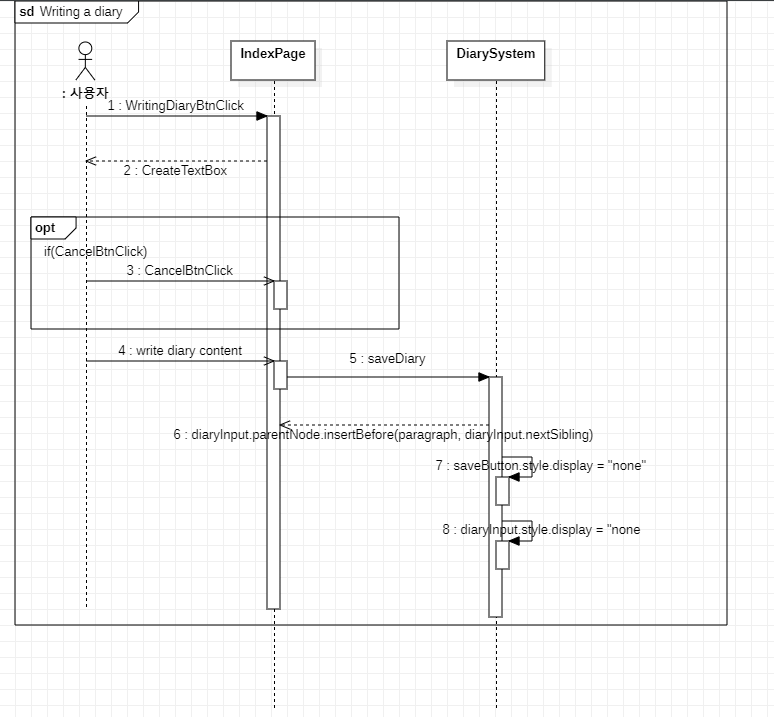 sd Writing a diary
IndexPage
DiarySystem
: 사용자
1 : WritingDiaryBtnClick
2 : CreateTextBox
opt
if(CancelBtnClick)
3 : CancelBtnClick
4 : write diary content
5 : saveDiary
6 : diaryInput.parentNode.insertBefore(paragraph, diaryInput.nextSibling)
7 : saveButton.style.display = "none"
8 : diaryInput.style.display = "none